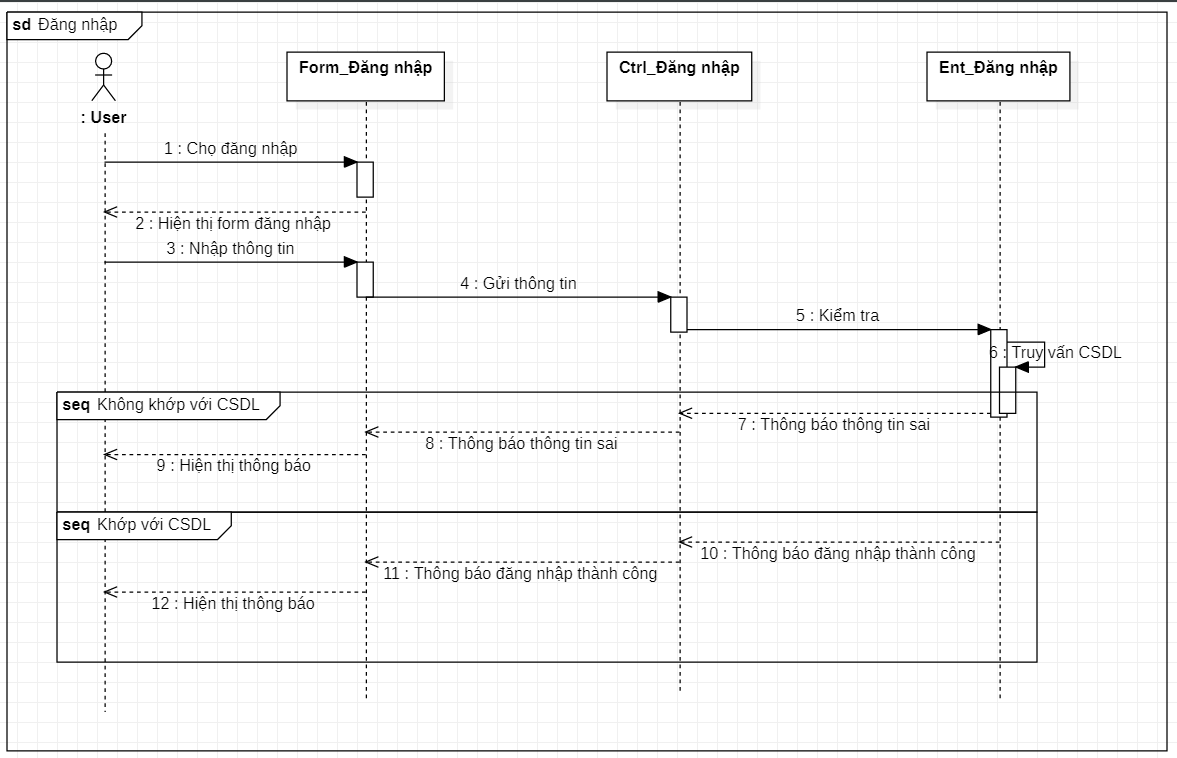 sd Đăng nhập
: User
Form_Đăng nhập
Ctrl_Đăng nhập
Ent_Đăng nhập
1 : Chọ đăng nhập
2 : Hiện thị form đăng nhập
3 : Nhập thông tin
4 : Gửi thông tin
5 : Kiểm tra
6 : Truy vấn CSDL
seq Không khớp với CSDL
7 : Thông báo thông tin sai
8 : Thông báo thông tin sai
9 : Hiện thị thông báo
seq Khớp với CSDL
10 : Thông báo đăng nhập thành công
11 : Thông báo đăng nhập thành công
12 : Hiện thị thông báo